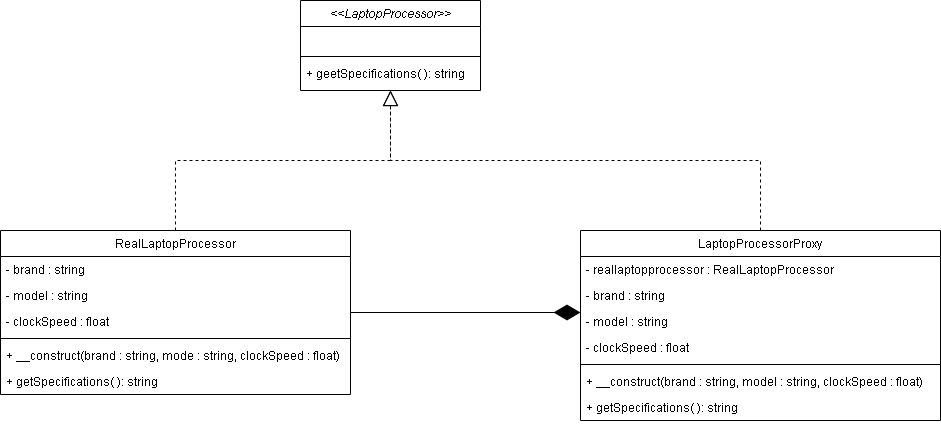 <<LaptopProcessor>>
+ geetSpecifications( ): string
RealLaptopProcessor
- brand : string
- model : string
- clockSpeed : float
+ __construct(brand : string, mode : string, clockSpeed : float)
+ getSpecifications( ): string
LaptopProcessorProxy
- reallaptopprocessor : RealLaptopProcessor
- brand : string
- model : string
- clockSpeed : float
+ __construct(brand : string, model : string, clockSpeed : float)
+ getSpecifications( ): string